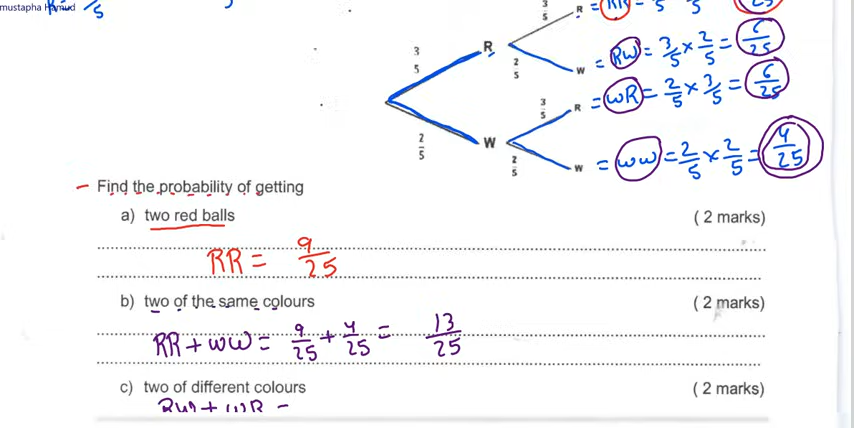 mustapha Hamud
R = RR =
3/5 R = RW = 3/5 × 2/5 = 6/25
2/5 W
= WR = 2/5 × 3/5 = 6/25
3/5 R
2/5 W
2/5 W = WW = 2/5 × 2/5 = 4/25
- Find the probability of getting
a) two red balls ( 2 marks)
RR = 9/25
b) two of the same colours ( 2 marks)
RR + WW = 9/25 + 4/25 = 13/25
c) two of different colours ( 2 marks)
RW + WR =